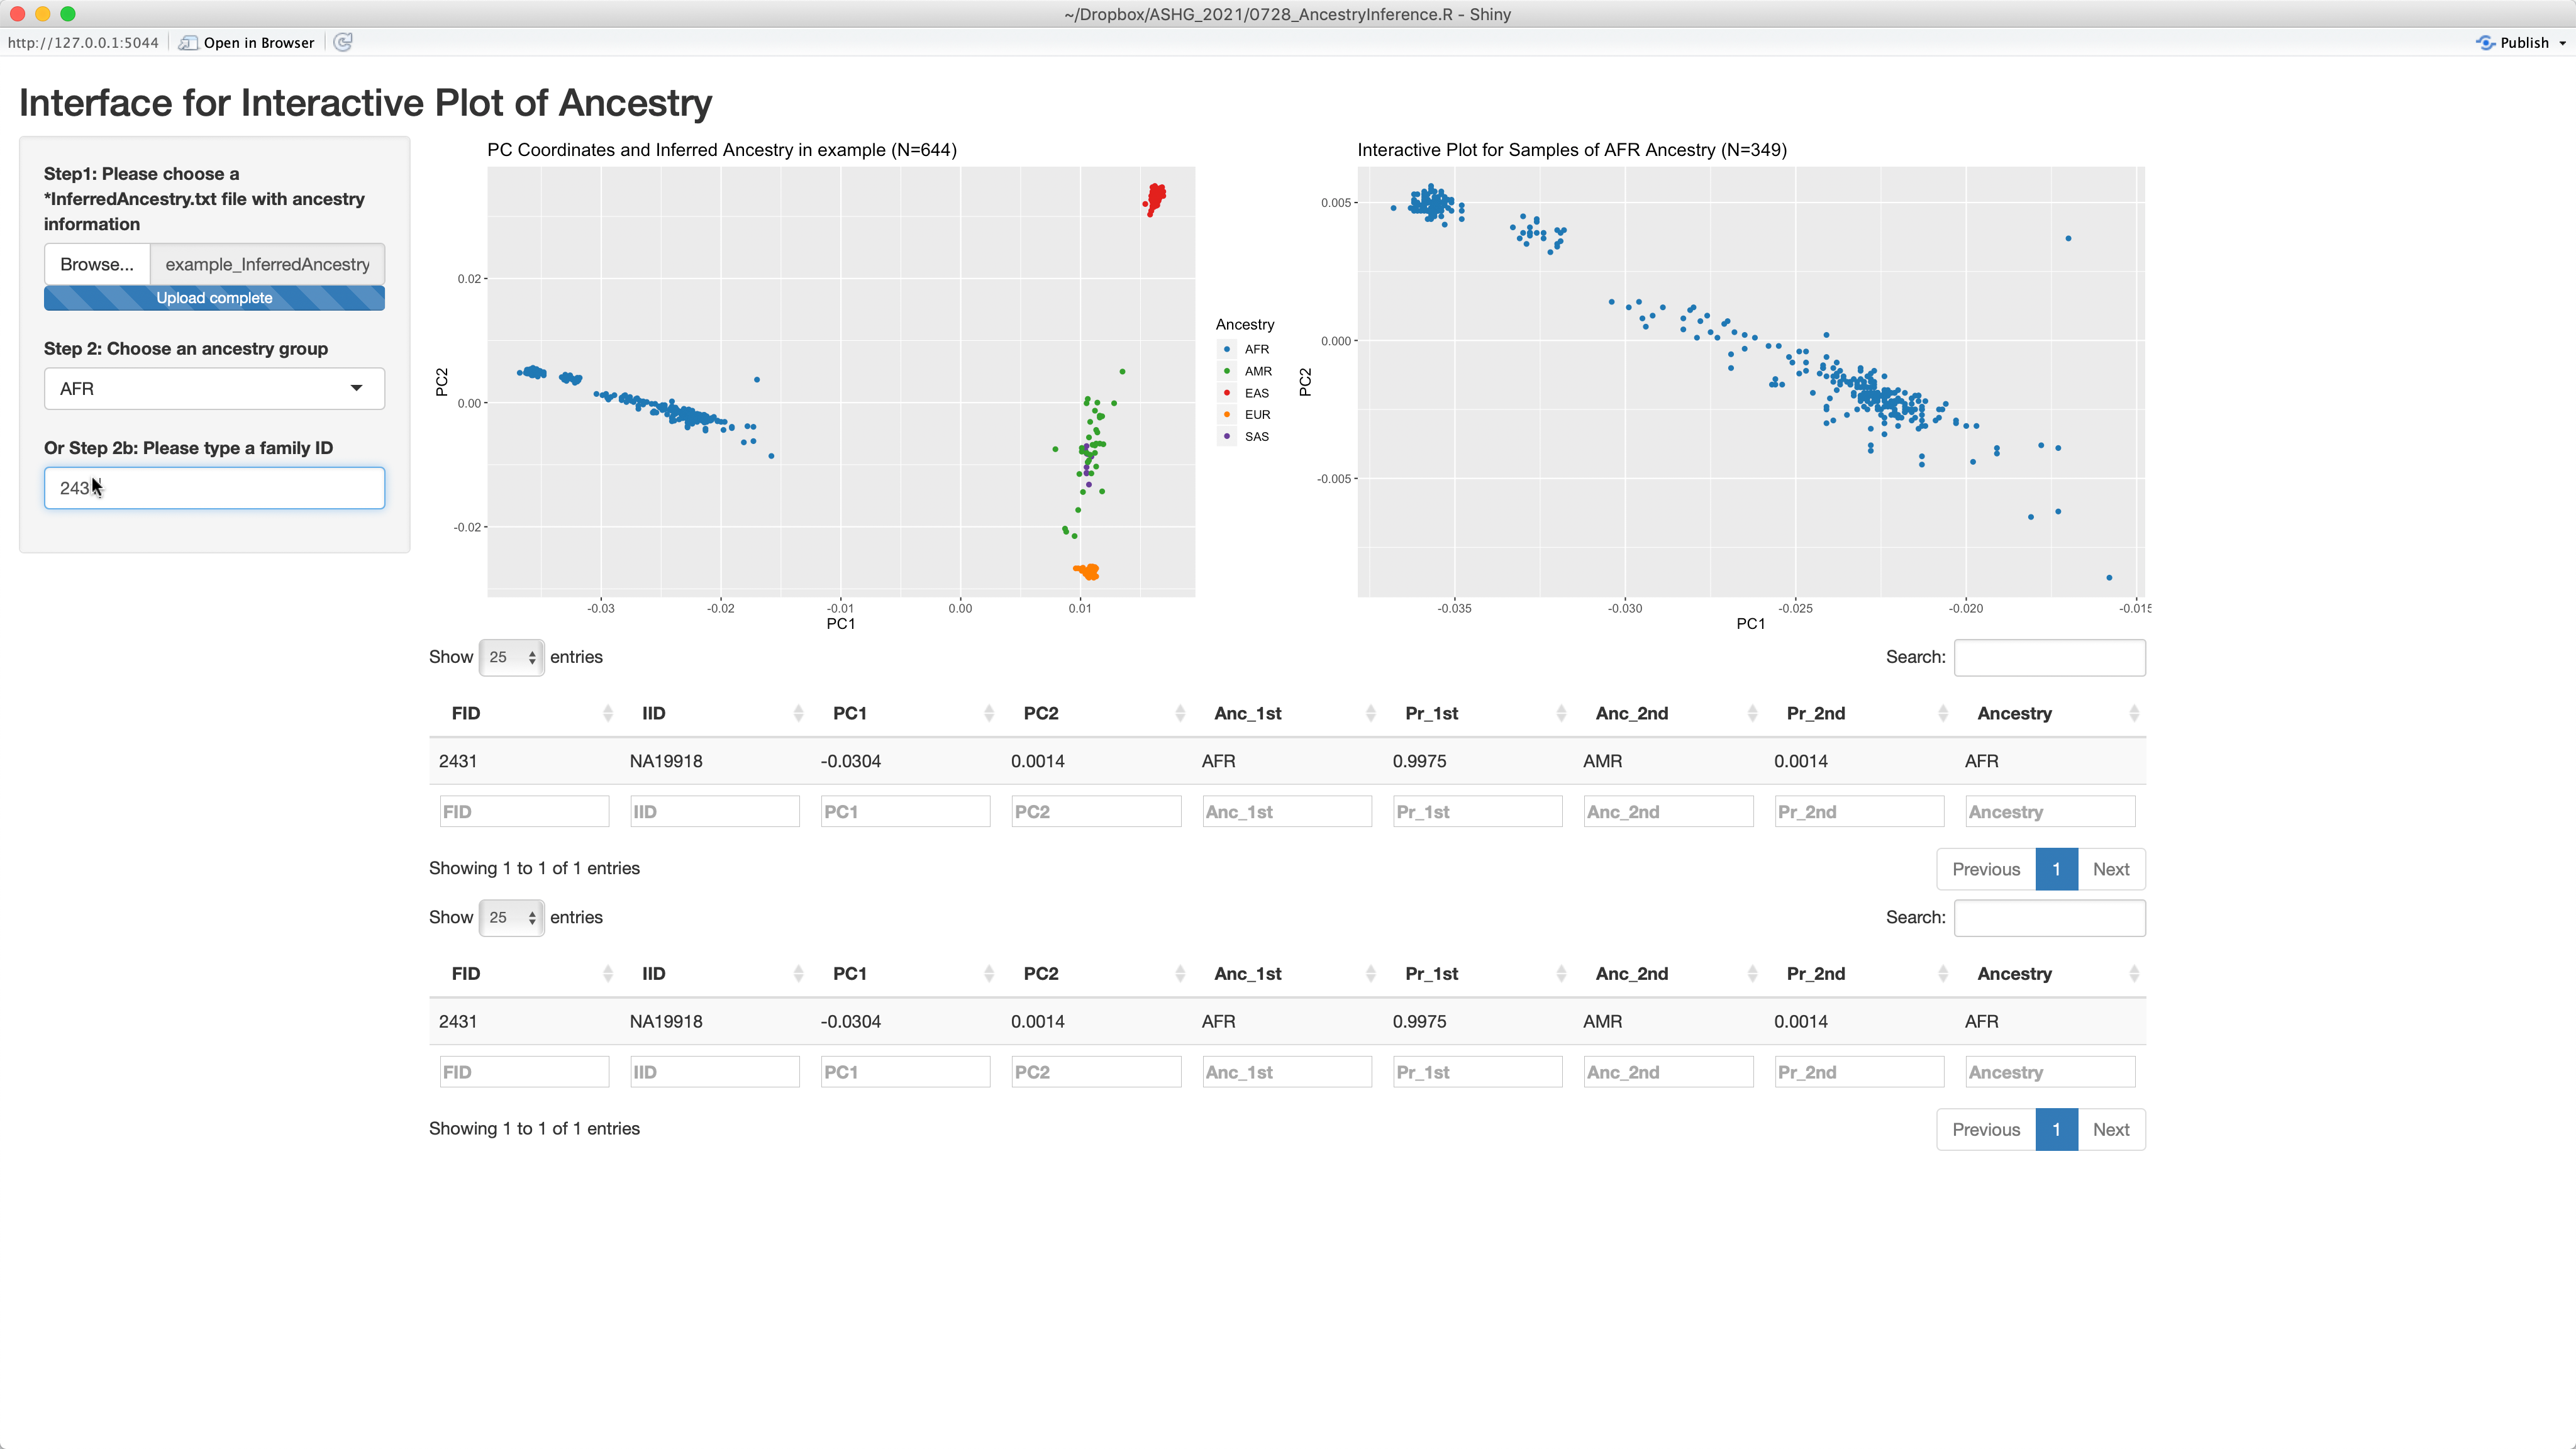 ~/Dropbox/ASHG_2021/0728_AncestryInference.R - Shiny
http://127.0.0.1:5044 Open in Browser Publish
Interface for Interactive Plot of Ancestry
Step1: Please choose a
*InferredAncestry.txt file with ancestry
information
Browse... example_InferredAncestry
Upload complete
Step 2: Choose an ancestry group
AFR
Or Step 2b: Please type a family ID
243
PC Coordinates and Inferred Ancestry in example (N=644)
0.02
0.00
-0.02
PC2
-0.03 -0.02 -0.01 0.00 0.01
PC1
Ancestry
AFR
AMR
EAS
EUR
SAS
Interactive Plot for Samples of AFR Ancestry (N=349)
0.005
0.000
-0.005
PC2
-0.035 -0.030 -0.025 -0.020 -0.015
PC1
Show 25 entries Search:
FID IID PC1 PC2 Anc_1st Pr_1st Anc_2nd Pr_2nd Ancestry
2431 NA19918 -0.0304 0.0014 AFR 0.9975 AMR 0.0014 AFR
FID IID PC1 PC2 Anc_1st Pr_1st Anc_2nd Pr_2nd Ancestry
Showing 1 to 1 of 1 entries Previous 1 Next
Show 25 entries Search:
FID IID PC1 PC2 Anc_1st Pr_1st Anc_2nd Pr_2nd Ancestry
2431 NA19918 -0.0304 0.0014 AFR 0.9975 AMR 0.0014 AFR
FID IID PC1 PC2 Anc_1st Pr_1st Anc_2nd Pr_2nd Ancestry
Showing 1 to 1 of 1 entries Previous 1 Next